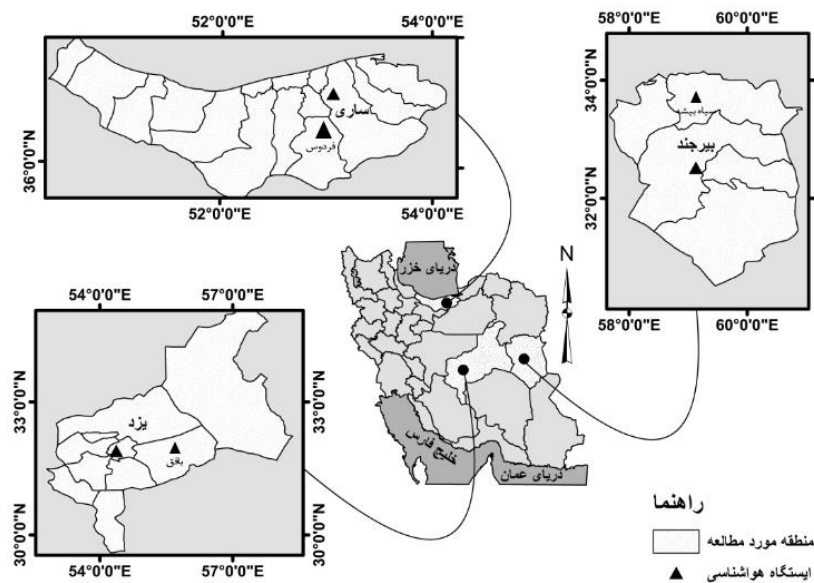 52°0'0"E 54°0'0"E
36°0'0"N
ساری
فردوس
52°0'0"E 54°0'0"E
58°0'0"E 60°0'0"E
34°0'0"N
32°0'0"N
سیاه بیشه
بیرجند
34°0'0"N
32°0'0"N
58°0'0"E 60°0'0"E
دریای خزر
N
خلیج فارس
دریای عمان
54°0'0"E 57°0'0"E
33°0'0"N
30°0'0"N
یزد
بافق
33°0'0"N
30°0'0"N
54°0'0"E 57°0'0"E
راهنما
منطقه مورد مطالعه
ایستگاه هواشناسی